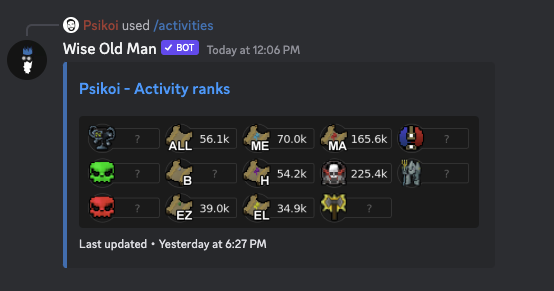 Psikoi used /activities
Wise Old Man ✓ BOT Today at 12:06 PM
Psikoi - Activity ranks
? ALL 56.1k ME 70.0k MA 165.6k ?
? B ? H 54.2k 225.4k ?
? EZ 39.0k EL 34.9k ?
Last updated • Yesterday at 6:27 PM